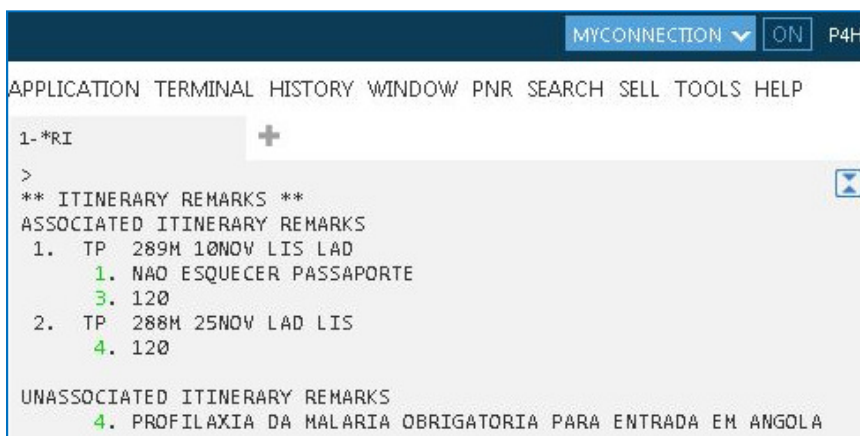 MYCONNECTION ON P4H
APPLICATION TERMINAL HISTORY WINDOW PNR SEARCH SELL TOOLS HELP
1-*RI +
>
** ITINERARY REMARKS **
ASSOCIATED ITINERARY REMARKS
1. TP 289M 10NOV LIS LAD
1. NAO ESQUECER PASSAPORTE
3. 120
2. TP 288M 25NOV LAD LIS
4. 120
UNASSOCIATED ITINERARY REMARKS
4. PROFILAXIA DA MALARIA OBRIGATORIA PARA ENTRADA EM ANGOLA